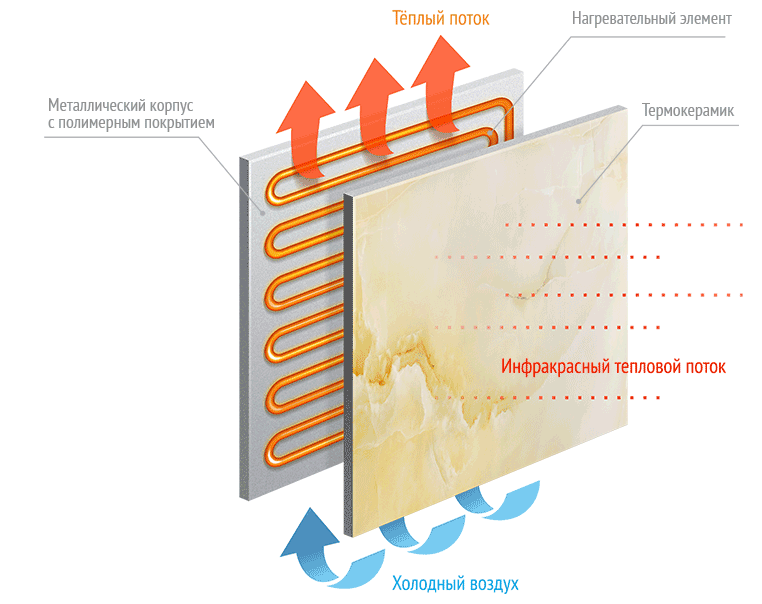 Тёплый поток
Нагревательный элемент
Металлический корпус
с полимерным покрытием
Термокерамик
Инфракрасный тепловой поток
Холодный воздух